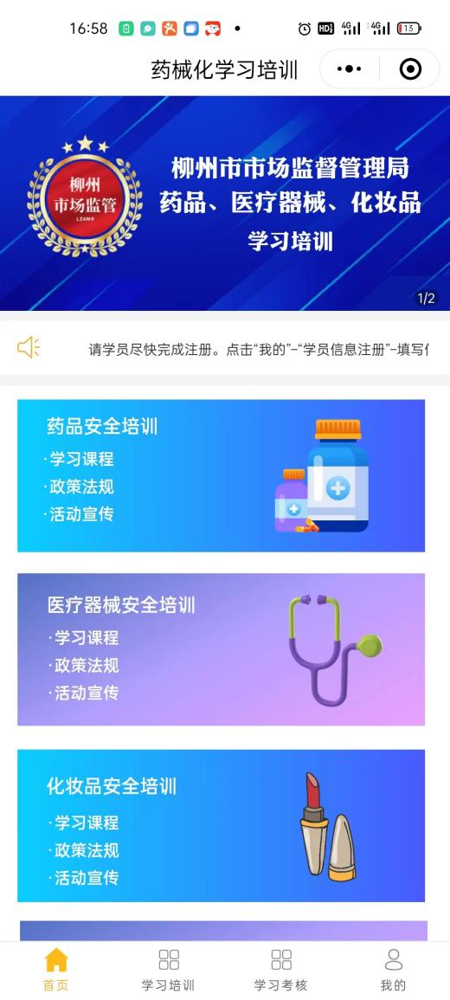 16:58
HD
4G
4G
13
药械化学习培训
柳州
市场监管
LZAMR
柳州市市场监督管理局
药品、医疗器械、化妆品
学习培训
1/2
请学员尽快完成注册。点击“我的”–“学员信息注册”–填写
药品安全培训
·学习课程
·政策法规
·活动宣传
医疗器械安全培训
·学习课程
·政策法规
·活动宣传
化妆品安全培训
·学习课程
·政策法规
·活动宣传
首页
学习培训
学习考核
我的